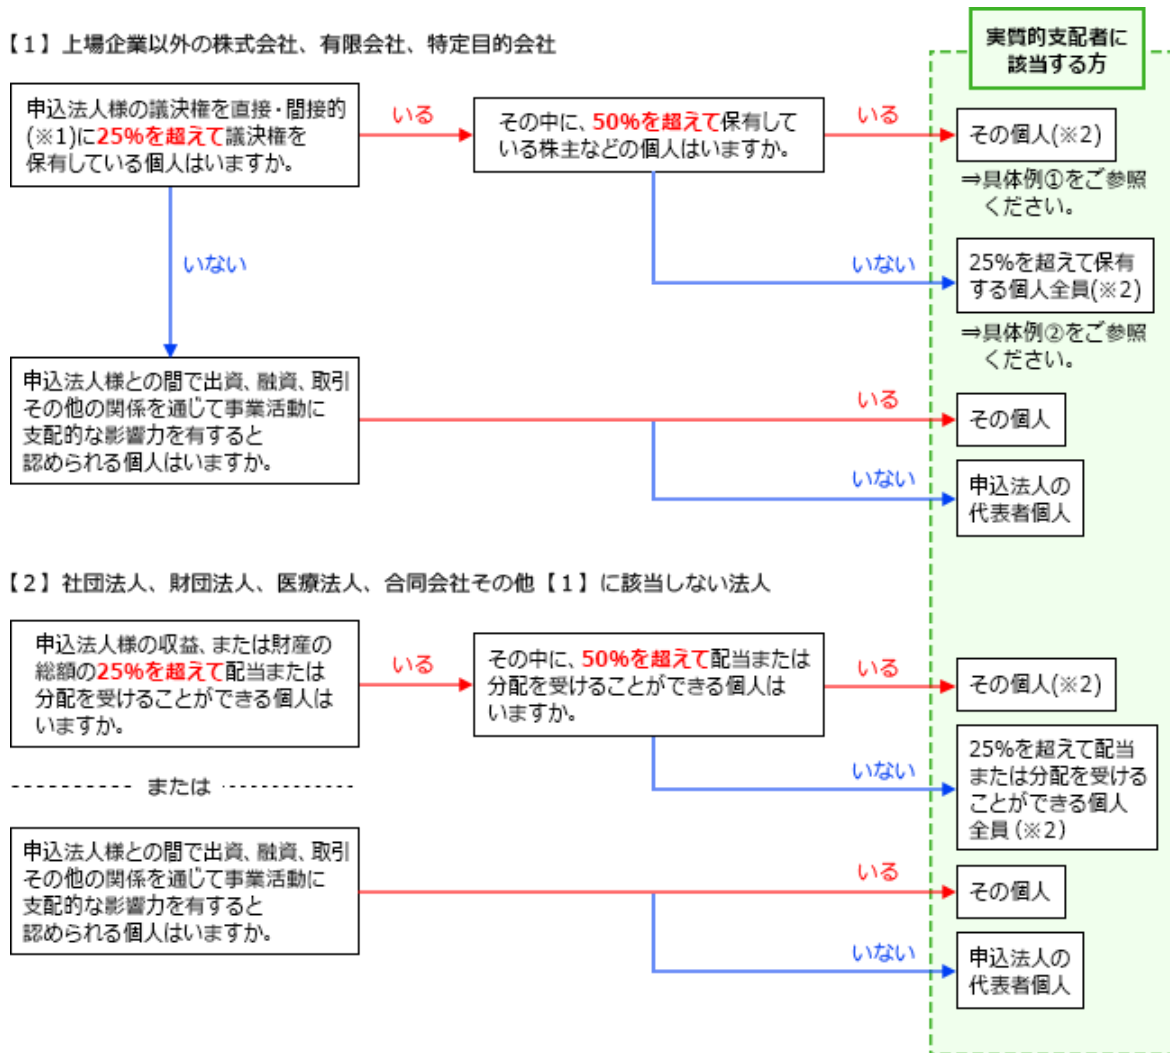 【１】上場企業以外の株式会社、有限会社、特定目的会社
実質的支配者に
該当する方
申込法人様の議決権を直接・間接的
(※1)に25%を超えて議決権を
保有している個人はいますか。
いる
その中に、50%を超えて保有して
いる株主などの個人はいますか。
いる
その個人(※2)
⇒具体例①をご参照
ください。
いない
いない
25%を超えて保有
する個人全員(※2)
⇒具体例②をご参照
ください。
申込法人様との間で出資、融資、取引
その他の関係を通じて事業活動に
支配的な影響力を有すると
認められる個人はいますか。
いる
その個人
いない
申込法人の
代表者個人
【２】社団法人、財団法人、医療法人、合同会社その他【１】に該当しない法人
申込法人様の収益、または財産の
総額の25%を超えて配当または
分配を受けることができる個人は
いますか。
いる
その中に、50%を超えて配当または
分配を受けることができる個人は
いますか。
いる
その個人(※2)
いない
25%を超えて配当
または分配を受ける
ことができる個人
全員（※2）
または
申込法人様との間で出資、融資、取引
その他の関係を通じて事業活動に
支配的な影響力を有すると
認められる個人はいますか。
いる
その個人
いない
申込法人の
代表者個人